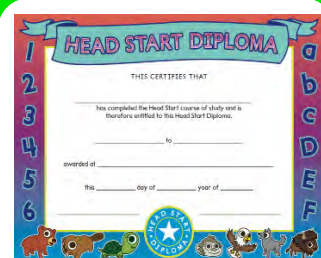 HEAD START DIPLOMA
THIS CERTIFIES THAT
has completed the Head Start course of study and is
therefore entitled to this Head Start Diploma.
to
awarded at
this day of year of
1
2
3
4
5
6
a
b
C
D
E
F
HEAD START
DIPLOMA